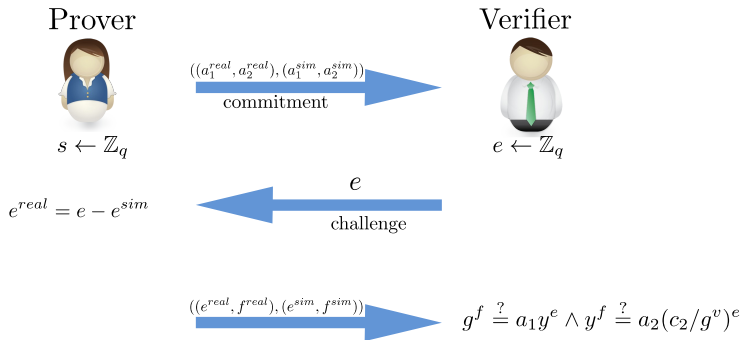 Prover
Verifier
((a_1^{real}, a_2^{real}), (a_1^{sim}, a_2^{sim}))
commitment
s ← ℤ_q
e ← ℤ_q
e
e^{real} = e − e^{sim}
challenge
((e^{real}, f^{real}), (e^{sim}, f^{sim}))
g^f ≟ a_1 y^e ∧ y^f ≟ a_2 (c_2/g^v)^e